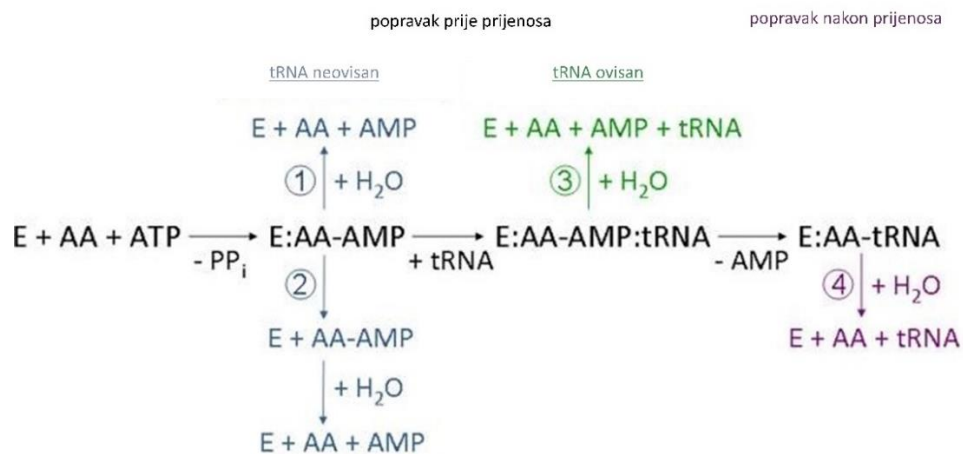 popravak prije prijenosa
popravak nakon prijenosa
tRNA neovisan
tRNA ovisan
E + AA + AMP
E + AA + AMP + tRNA
① + H₂O
③ + H₂O
E + AA + ATP - PPᵢ E:AA-AMP + tRNA E:AA-AMP:tRNA - AMP E:AA-tRNA
②
④ + H₂O
E + AA-AMP
E + AA + tRNA
+ H₂O
E + AA + AMP